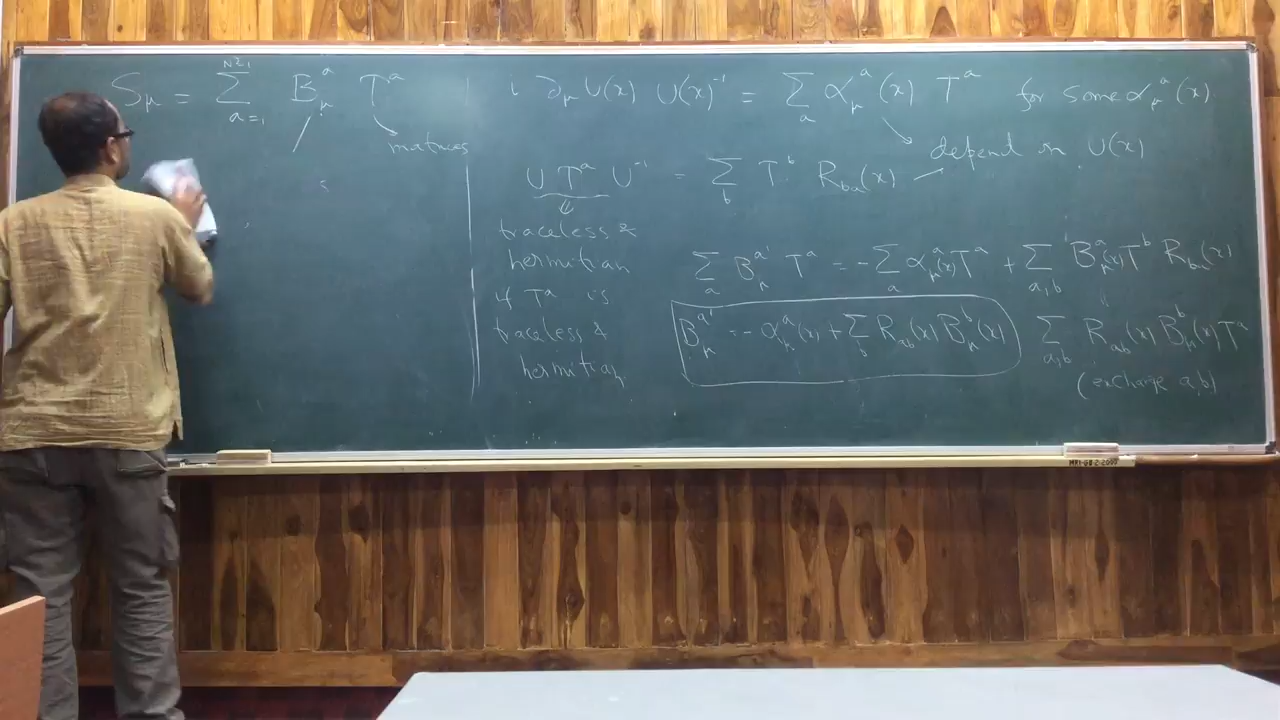 S_μ = Σ_{a=1}^{N²-1} B_μ^a T^a
matrices
i ∂_μ U(x) U(x)^{-1} = Σ_a α_μ^a(x) T^a for some α_μ^a(x)
depend on U(x)
U T^a U^{-1} = Σ_b T^b R_{ba}(x)
traceless &
hermitian
if T^a is
traceless &
hermitian
Σ_a B_μ^{a'} T^a = -Σ_a α_μ^a(x) T^a + Σ_{a,b} B_μ^a(x) T^b R_{ba}(x)
B_μ^{a'} = -α_μ^a(x) + Σ_b R_{ab}(x) B_μ^b(x)
Σ_{a,b} R_{ab}(x) B_μ^b(x) T^a
(exchange a,b)